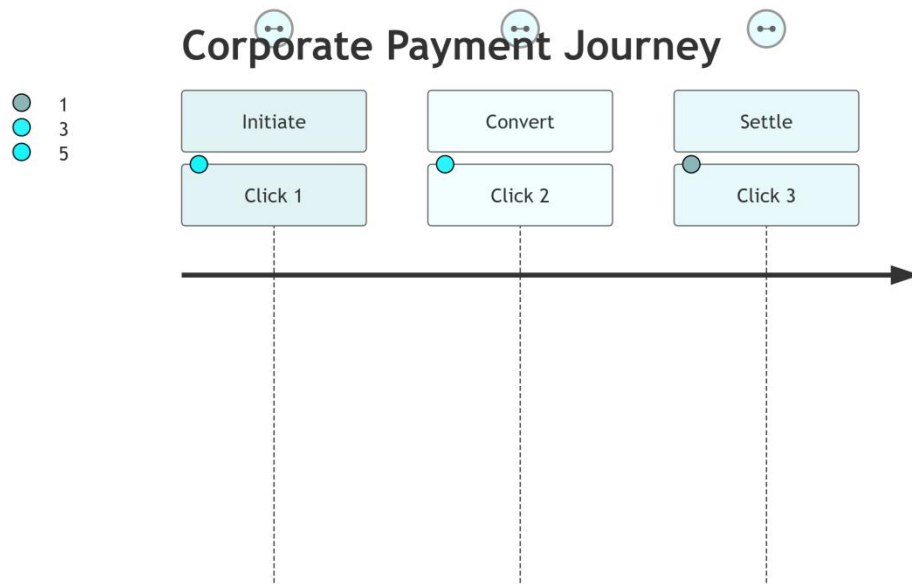 Corporate Payment Journey
1
3
5
Initiate
Convert
Settle
Click 1
Click 2
Click 3